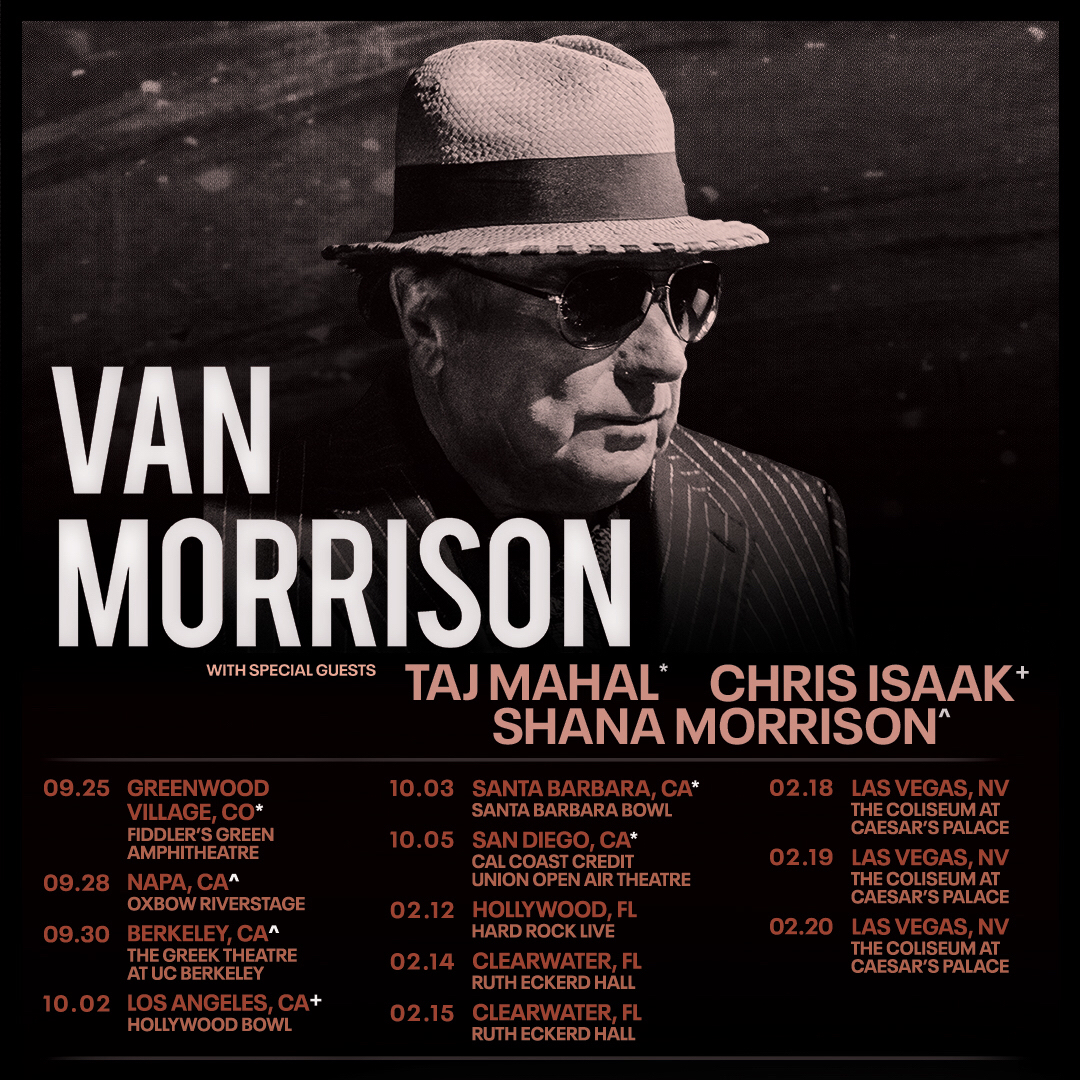 VAN
MORRISON
WITH SPECIAL GUESTS TAJ MAHAL* CHRIS ISAAK+
SHANA MORRISON^
09.25 GREENWOOD
VILLAGE, CO*
FIDDLER'S GREEN
AMPHITHEATRE
09.28 NAPA, CA^
OXBOW RIVERSTAGE
09.30 BERKELEY, CA^
THE GREEK THEATRE
AT UC BERKELEY
10.02 LOS ANGELES, CA+
HOLLYWOOD BOWL
10.03 SANTA BARBARA, CA*
SANTA BARBARA BOWL
10.05 SAN DIEGO, CA*
CAL COAST CREDIT
UNION OPEN AIR THEATRE
02.12 HOLLYWOOD, FL
HARD ROCK LIVE
02.14 CLEARWATER, FL
RUTH ECKERD HALL
02.15 CLEARWATER, FL
RUTH ECKERD HALL
02.18 LAS VEGAS, NV
THE COLISEUM AT
CAESAR'S PALACE
02.19 LAS VEGAS, NV
THE COLISEUM AT
CAESAR'S PALACE
02.20 LAS VEGAS, NV
THE COLISEUM AT
CAESAR'S PALACE